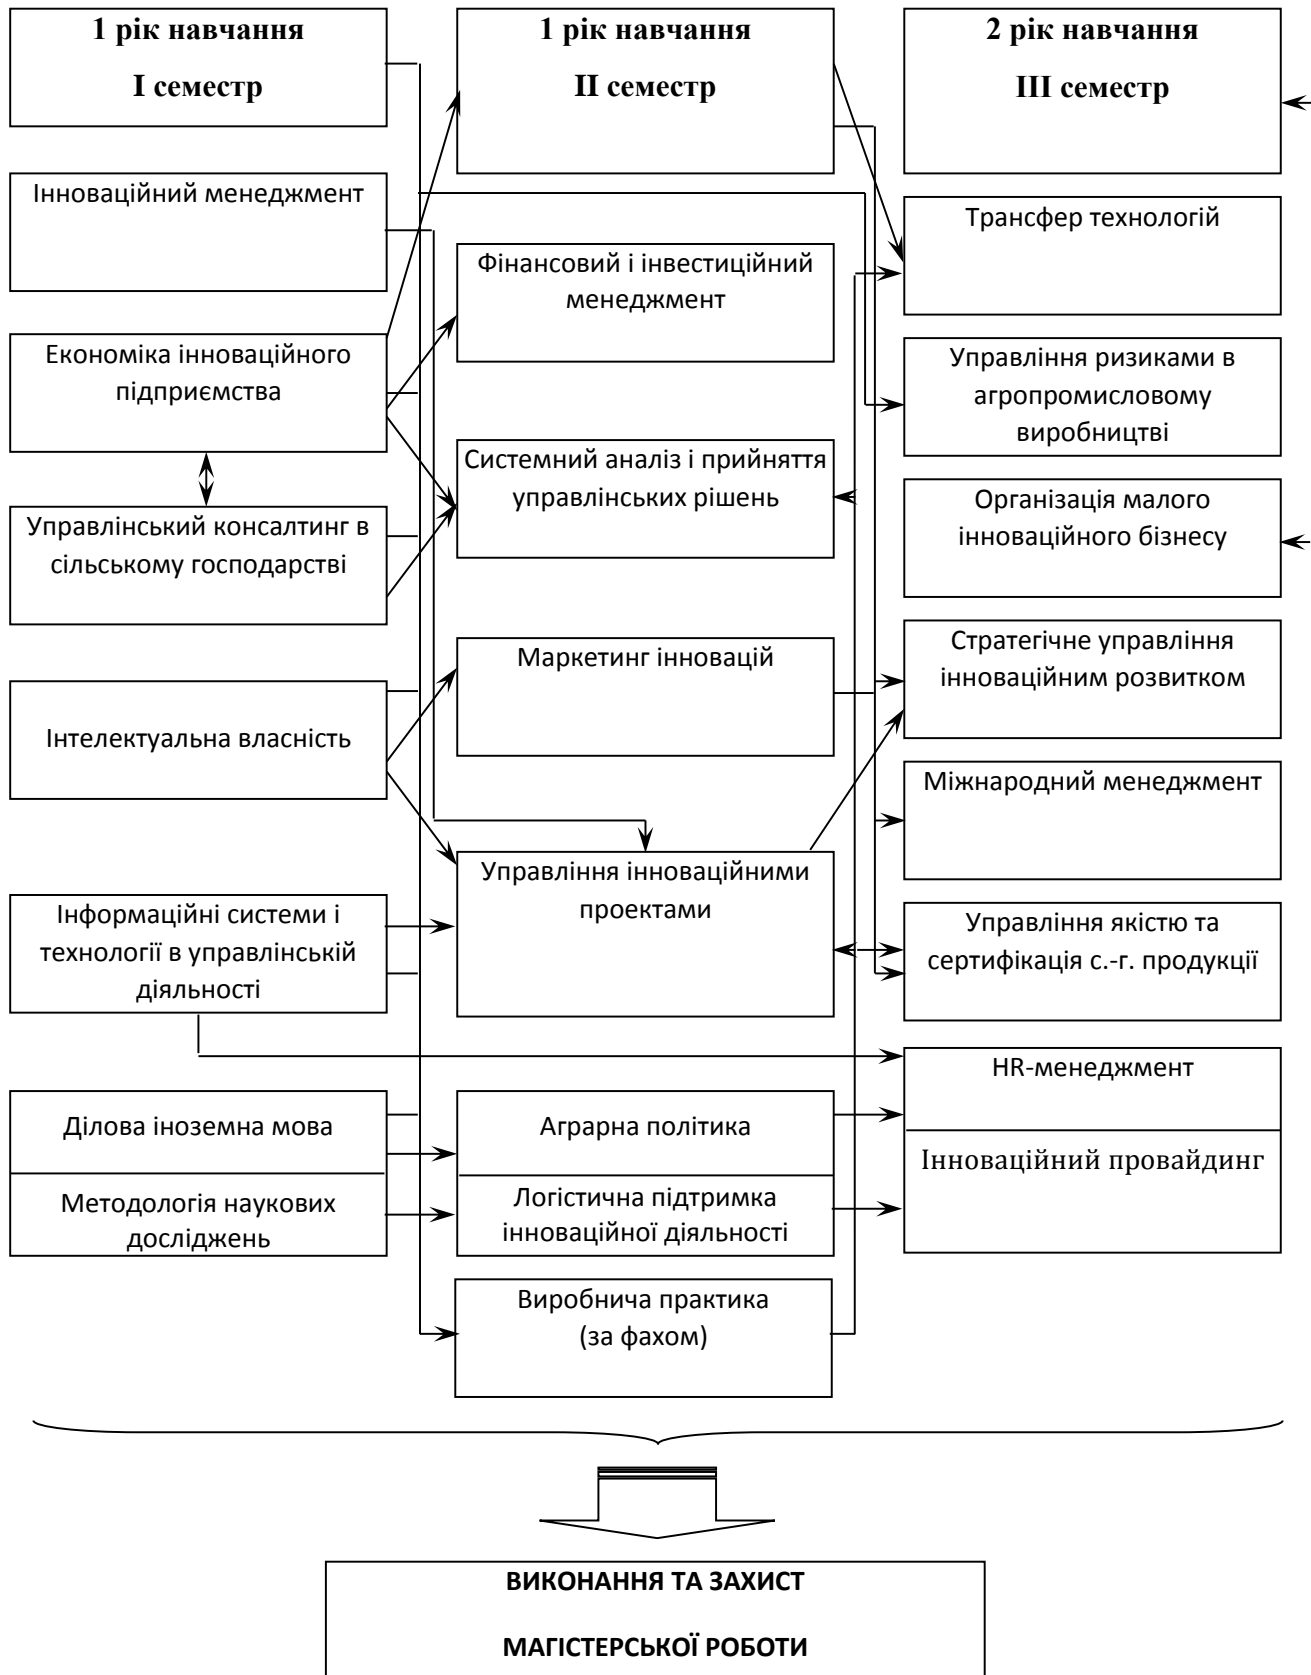 1 рік навчання
І семестр
Інноваційний менеджмент
Економіка інноваційного
підприємства
Управлінський консалтинг в
сільському господарстві
Інтелектуальна власність
Інформаційні системи і
технології в управлінській
діяльності
Ділова іноземна мова
Методологія наукових
досліджень
1 рік навчання
ІІ семестр
Фінансовий і інвестиційний
менеджмент
Системний аналіз і прийняття
управлінських рішень
Маркетинг інновацій
Управління інноваційними
проектами
Аграрна політика
Логістична підтримка
інноваційної діяльності
Виробнича практика
(за фахом)
2 рік навчання
ІІІ семестр
Трансфер технологій
Управління ризиками в
агропромисловому
виробництві
Організація малого
інноваційного бізнесу
Стратегічне управління
інноваційним розвитком
Міжнародний менеджмент
Управління якістю та
сертифікація с.-г. продукції
HR-менеджмент
Інноваційний провайдинг
ВИКОНАННЯ ТА ЗАХИСТ
МАГІСТЕРСЬКОЇ РОБОТИ